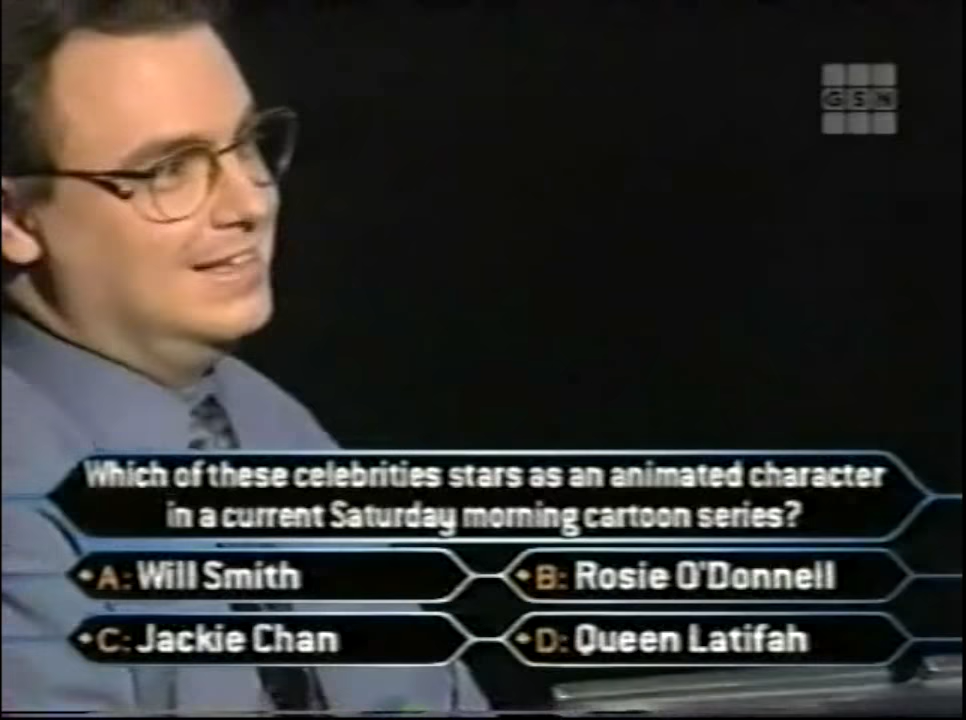 GSN
Which of these celebrities stars as an animated character
in a current Saturday morning cartoon series?
A: Will Smith
B: Rosie O'Donnell
C: Jackie Chan
D: Queen Latifah